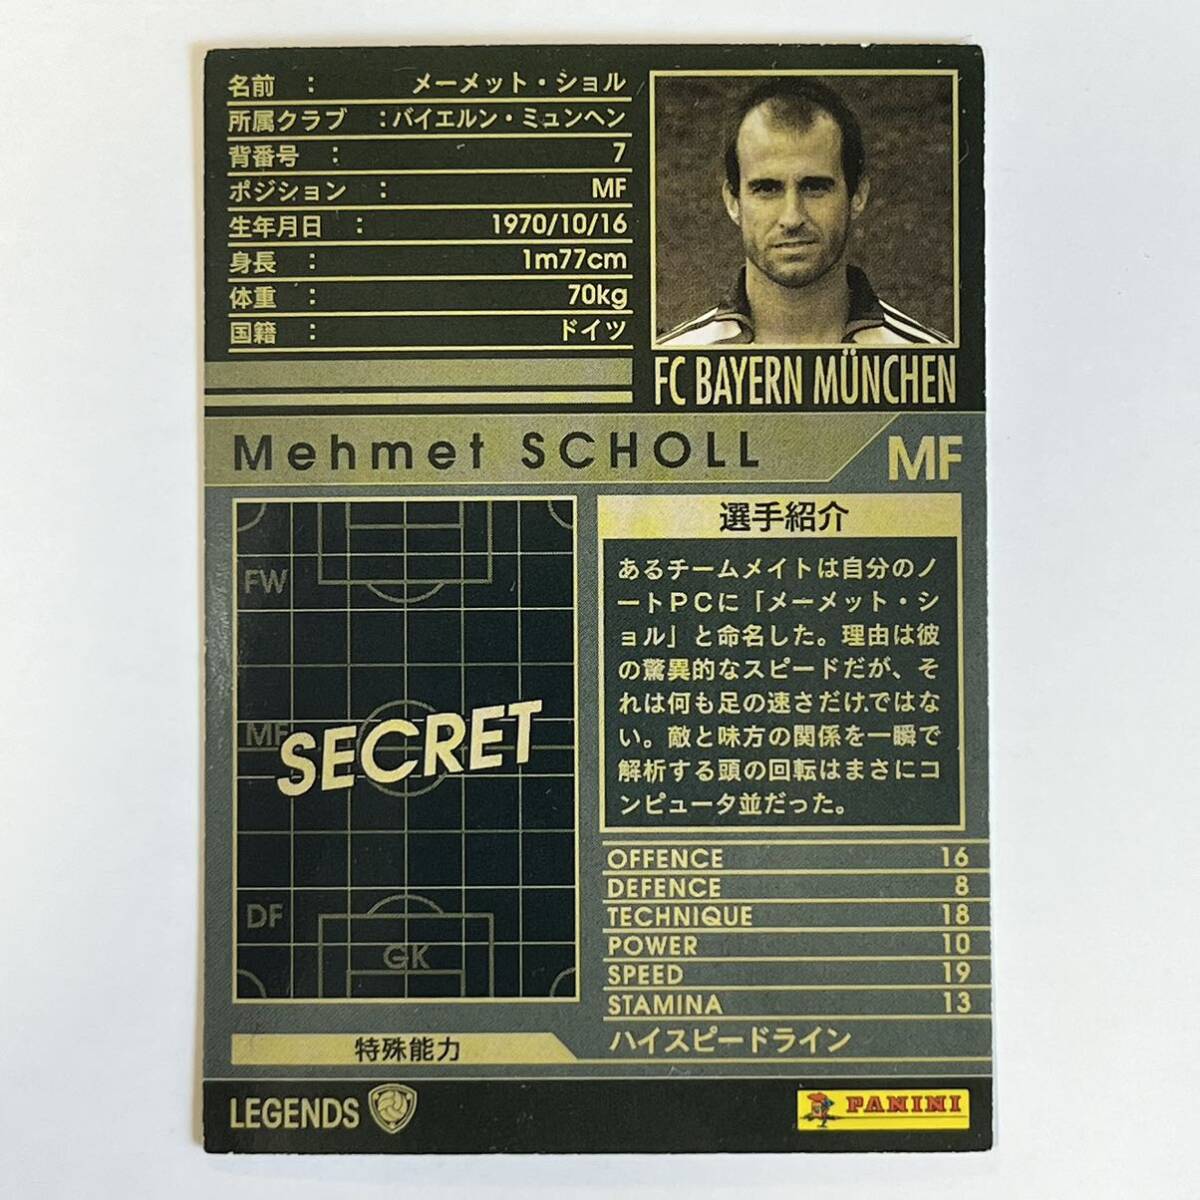 名前 : メーメット・ショル
所属クラブ : バイエルン・ミュンヘン
背番号 : 7
ポジション : MF
生年月日 : 1970/10/16
身長 : 1m77cm
体重 : 70kg
国籍 : ドイツ
FC BAYERN MÜNCHEN
Mehmet SCHOLL
MF
FW
MF
SECRET
DF
GK
選手紹介
あるチームメイトは自分のノ
ートPCに「メーメット・シ
ョル」と命名した。理由は彼
の驚異的なスピードだが、そ
れは何も足の速さだけではな
い。敵と味方の関係を一瞬で
解析する頭の回転はまさにコ
ンピュータ並だった。
OFFENCE 16
DEFENCE 8
TECHNIQUE 18
POWER 10
SPEED 19
STAMINA 13
特殊能力
ハイスピードライン
LEGENDS
PANINI